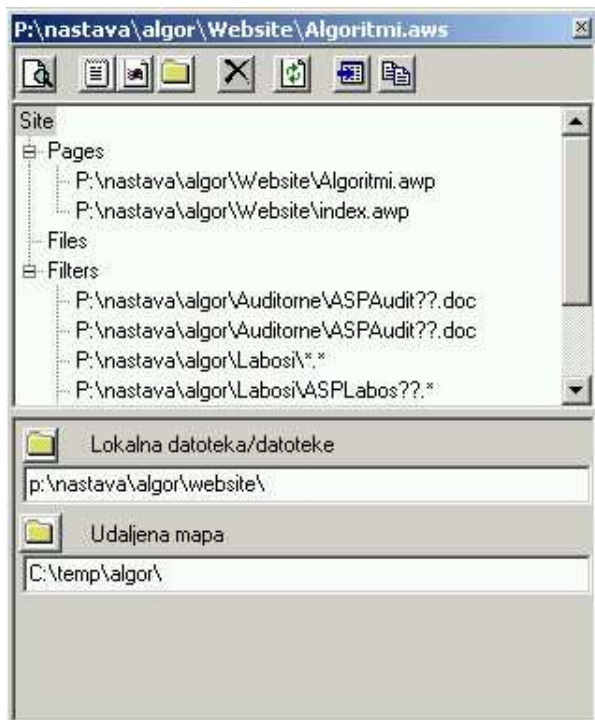 P:\nastava\algor\Website\Algoritmi.aws
Site
Pages
P:\nastava\algor\Website\Algoritmi.awp
P:\nastava\algor\Website\index.awp
Files
Filters
P:\nastava\algor\Auditorne\ASPAudit??.doc
P:\nastava\algor\Auditorne\ASPAudit??.doc
P:\nastava\algor\Labosi\*.*
P:\nastava\algor\Labosi\ASPLabos??.*
Lokalna datoteka/datoteke
p:\nastava\algor\website\
Udaljena mapa
C:\temp\algor\